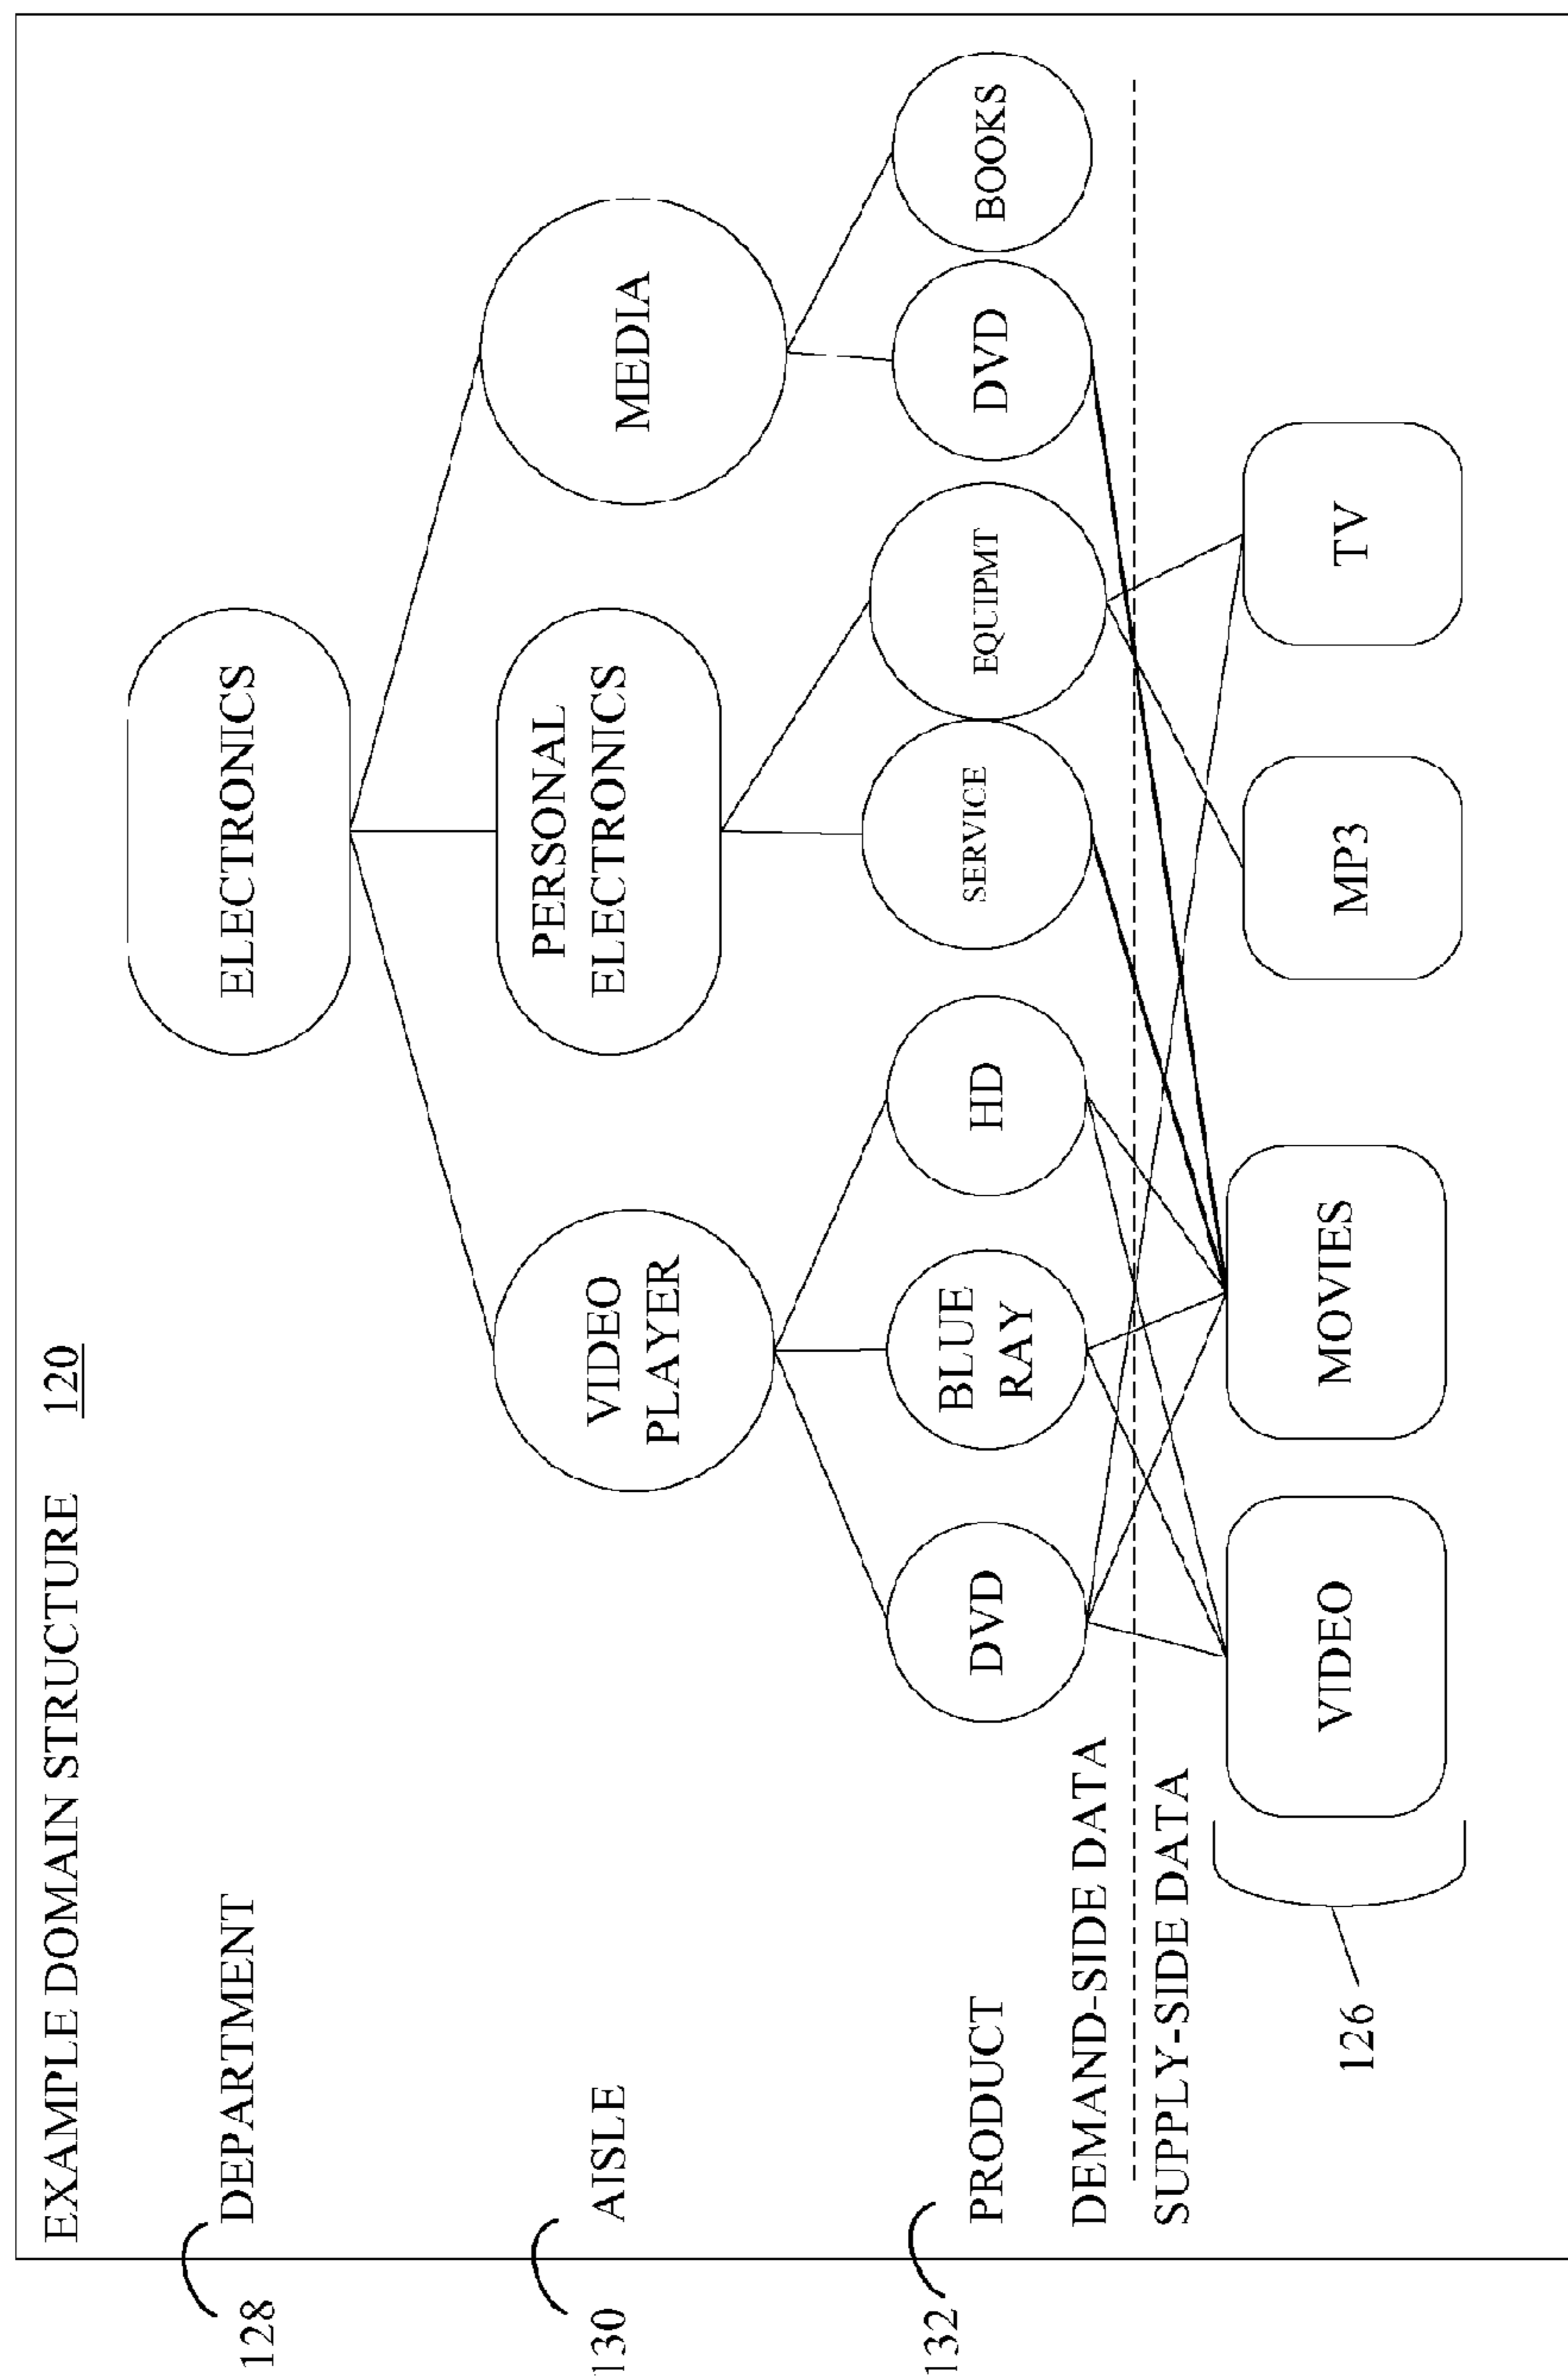 EXAMPLE DOMAIN STRUCTURE 120
128
DEPARTMENT
ELECTRONICS
130
AISLE
VIDEO
PLAYER
PERSONAL
ELECTRONICS
MEDIA
132
PRODUCT
DVD
BLUE
RAY
HD
SERVICE
EQUIPMT
DVD
BOOKS
DEMAND-SIDE DATA
SUPPLY-SIDE DATA
126
VIDEO
MOVIES
MP3
TV